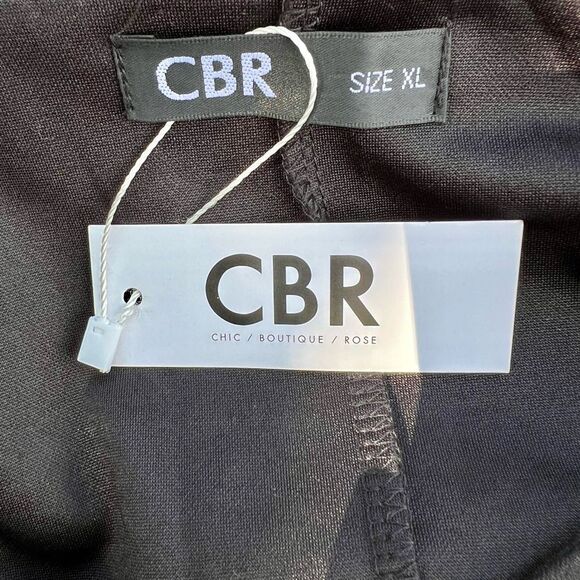 CBR SIZE XL
CBR
CHIC / BOUTIQUE / ROSE